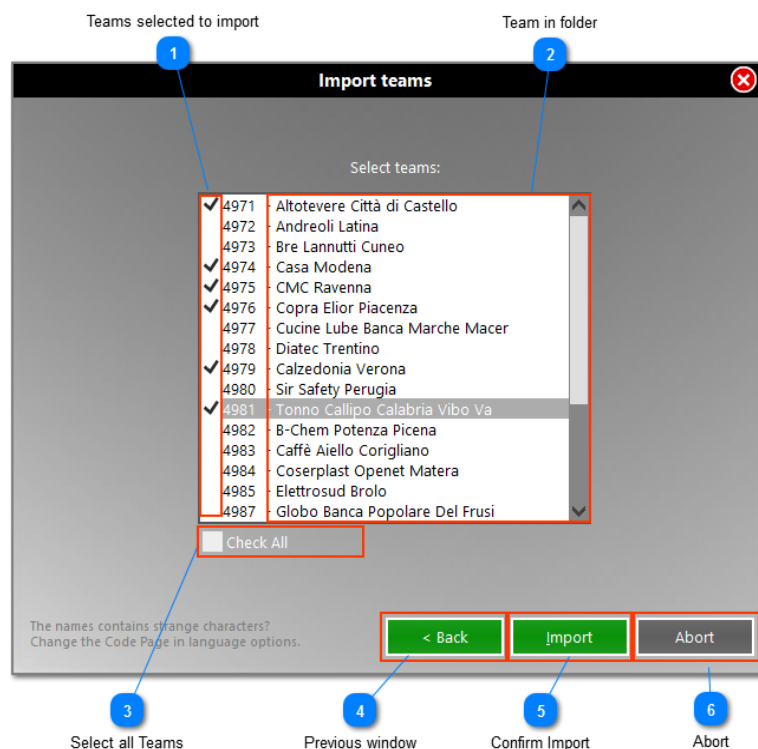 Teams selected to import
Team in folder
1
2
Import teams
Select teams:
4971 - Altotevere Città di Castello
4972 - Andreoli Latina
4973 - Bre Lannutti Cuneo
4974 - Casa Modena
4975 - CMC Ravenna
4976 - Copra Elior Piacenza
4977 - Cucine Lube Banca Marche Macer
4978 - Diatec Trentino
4979 - Calzedonia Verona
4980 - Sir Safety Perugia
4981 - Tonno Callipo Calabria Vibo Va
4982 - B-Chem Potenza Picena
4983 - Caffè Aiello Corigliano
4984 - Coserplast Openet Matera
4985 - Elettrosud Brolo
4987 - Globo Banca Popolare Del Frusi
Check All
The names contains strange characters?
Change the Code Page in language options.
< Back
Import
Abort
3
4
5
6
Select all Teams
Previous window
Confirm Import
Abort